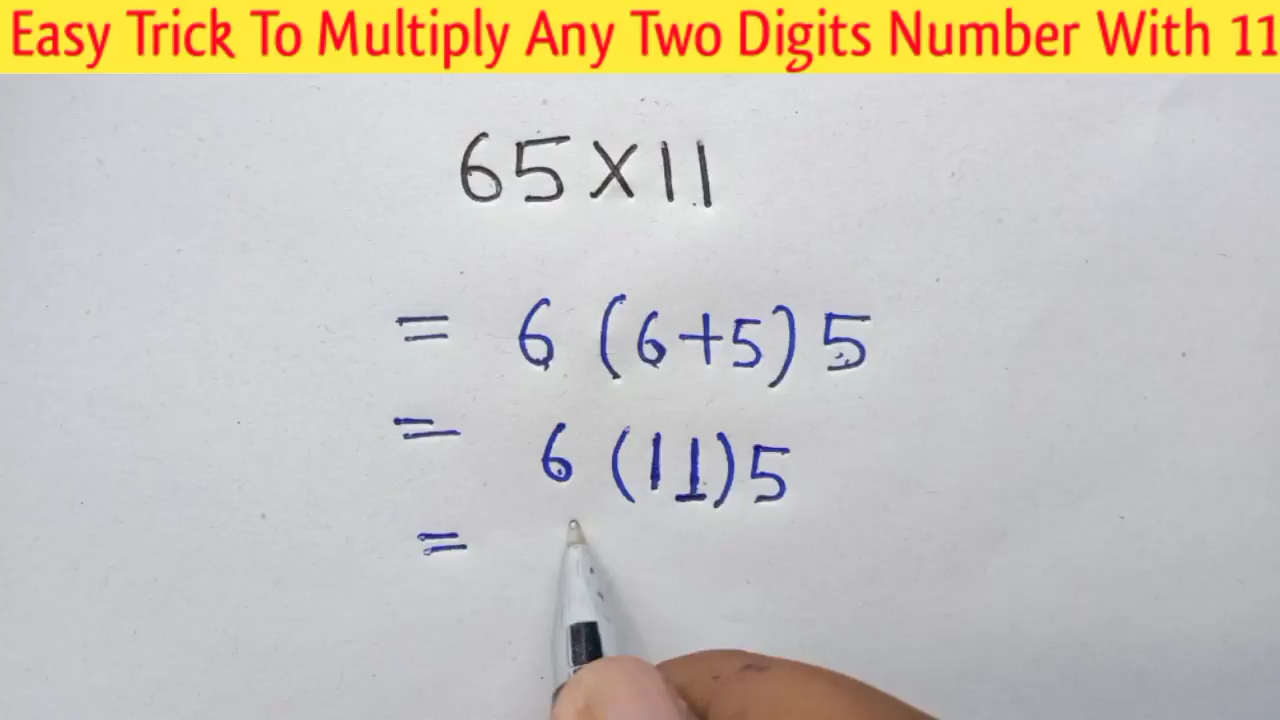 Easy Trick To Multiply Any Two Digits Number With 11
65X11
= 6 (6+5) 5
= 6 (11) 5
=